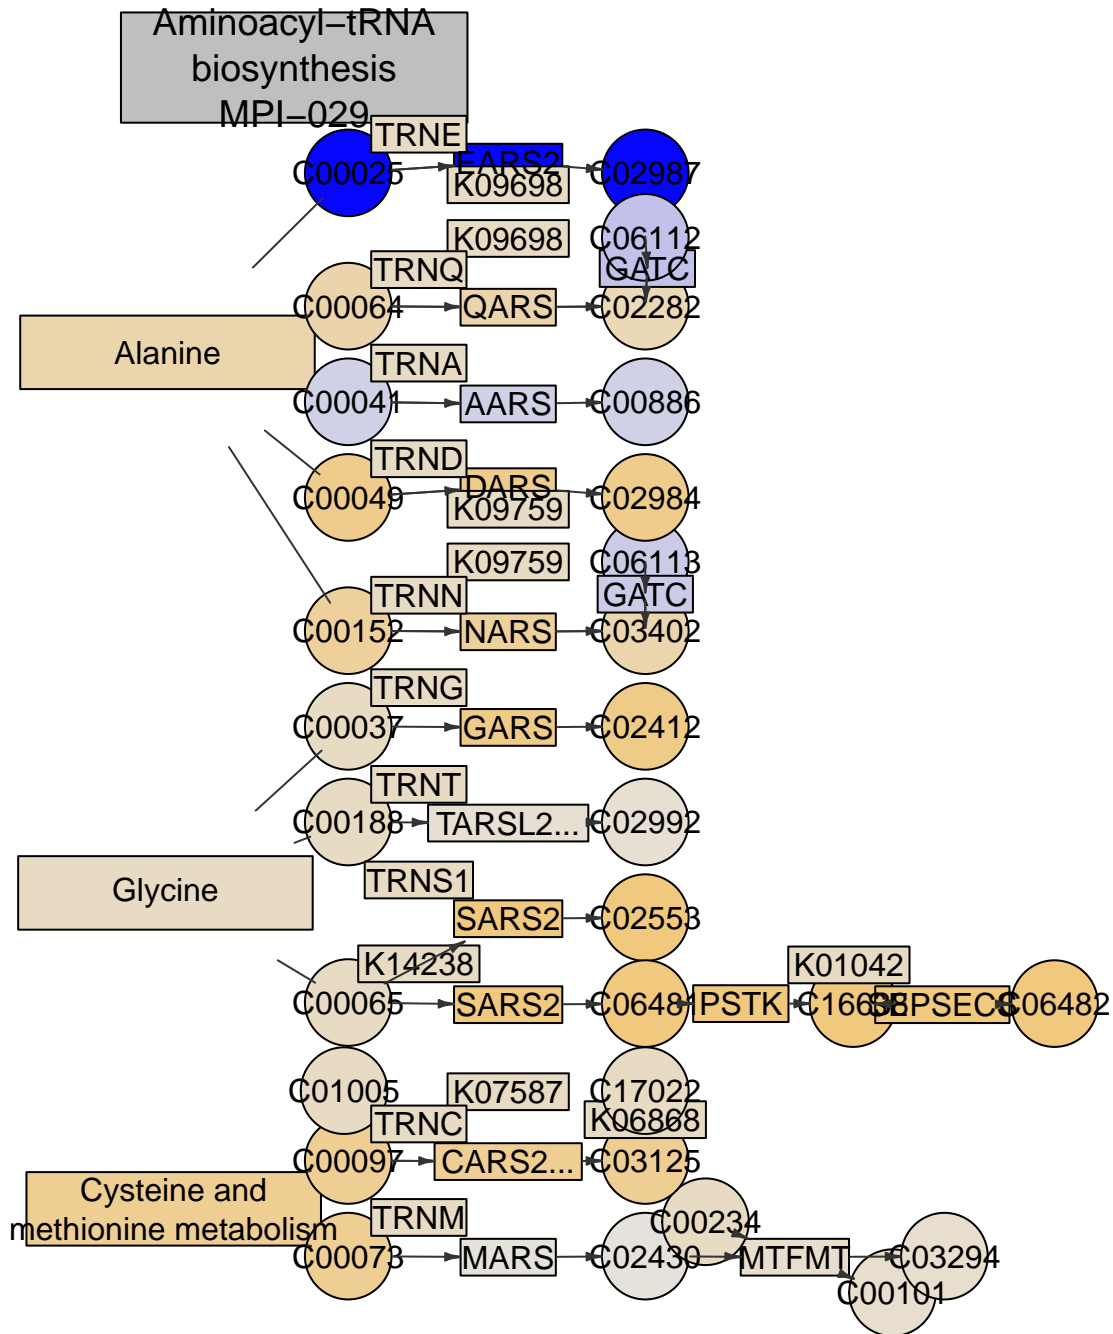 Aminoacyl−tRNA
biosynthesis
MPI−029
TRNE
C00025
EARS2
C02987
K09698
K09698
C06112
TRNQ
GATC
C00064
QARS
C02282
Alanine
TRNA
C00041
AARS
C00886
TRND
C00049
DARS
C02984
K09759
K09759
C06113
TRNN
GATC
C00152
NARS
C03402
TRNG
C00037
GARS
C02412
TRNT
C00188
TARSL2...
C02992
TRNS1
Glycine
SARS2
C02553
K14238
K01042
C00065
SARS2
C06481
PSTK
SEPSECS
C06482
C01005
K07587
C17022
TRNC
K06868
C00097
CARS2...
C03125
Cysteine and
methionine metabolism
TRNM
C00234
C00073
MARS
C02430
MTFMT
C03294
C00101